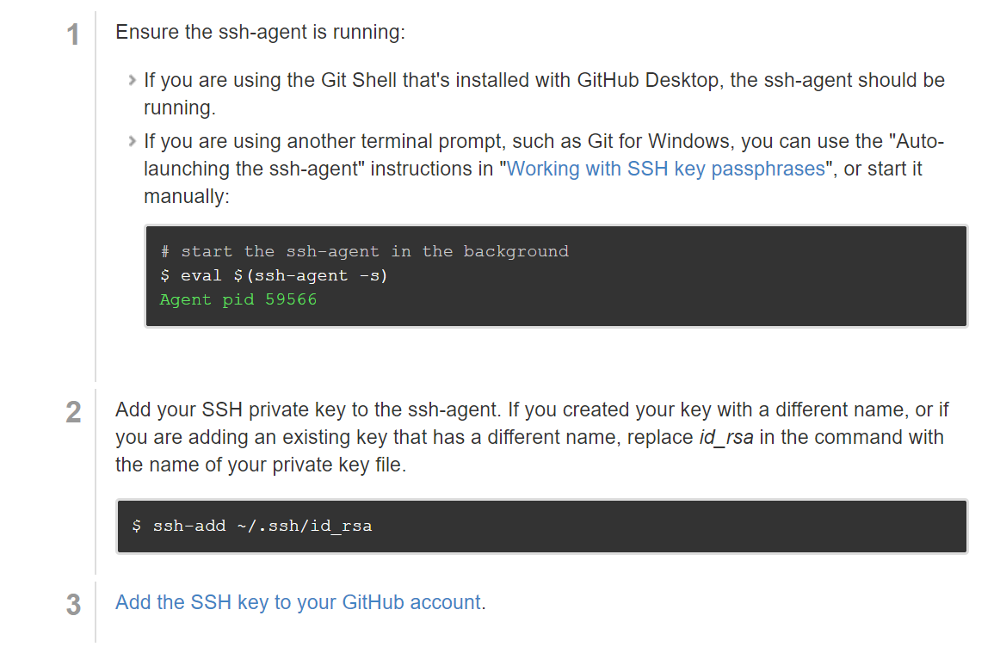 1
Ensure the ssh-agent is running:
If you are using the Git Shell that's installed with GitHub Desktop, the ssh-agent should be
running.
If you are using another terminal prompt, such as Git for Windows, you can use the "Auto-
launching the ssh-agent" instructions in "Working with SSH key passphrases", or start it
manually:
# start the ssh-agent in the background
$ eval $(ssh-agent -s)
Agent pid 59566
2
Add your SSH private key to the ssh-agent. If you created your key with a different name, or if
you are adding an existing key that has a different name, replace id_rsa in the command with
the name of your private key file.
$ ssh-add ~/.ssh/id_rsa
3
Add the SSH key to your GitHub account.